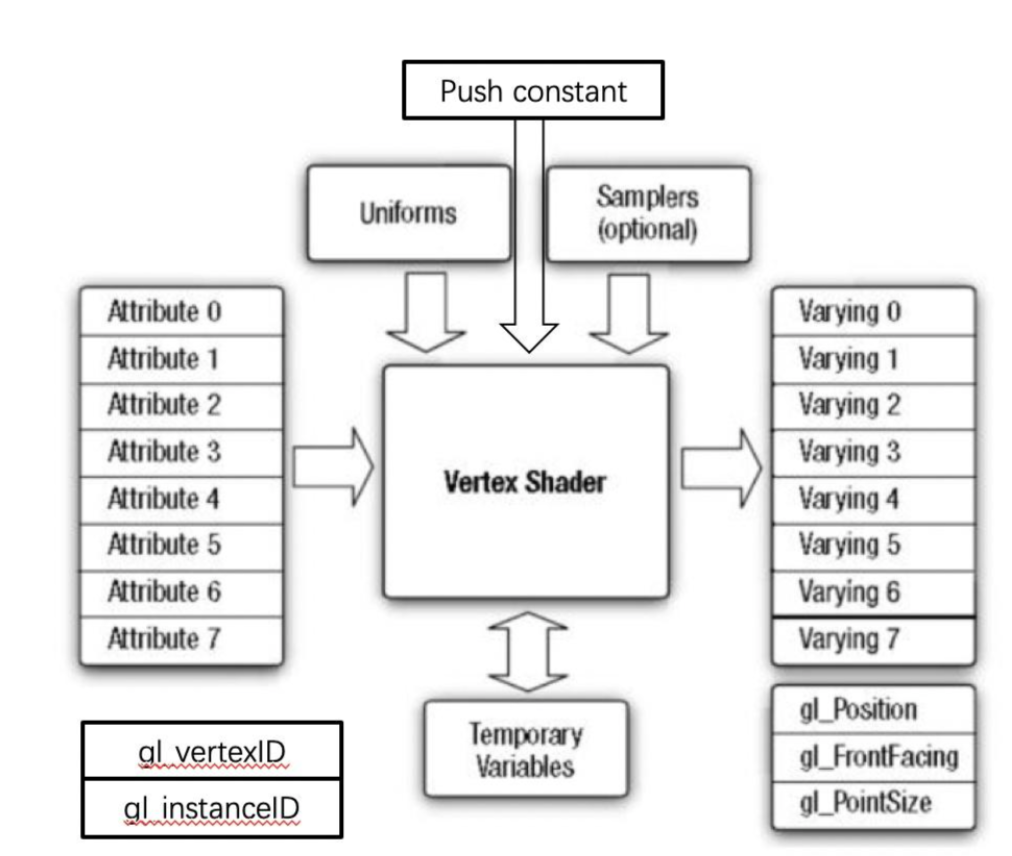 Push constant
Uniforms
Samplers
(optional)
Attribute 0
Attribute 1
Attribute 2
Attribute 3
Attribute 4
Attribute 5
Attribute 6
Attribute 7
Vertex Shader
Varying 0
Varying 1
Varying 2
Varying 3
Varying 4
Varying 5
Varying 6
Varying 7
gl_vertexID
gl_instanceID
Temporary
Variables
gl_Position
gl_FrontFacing
gl_PointSize